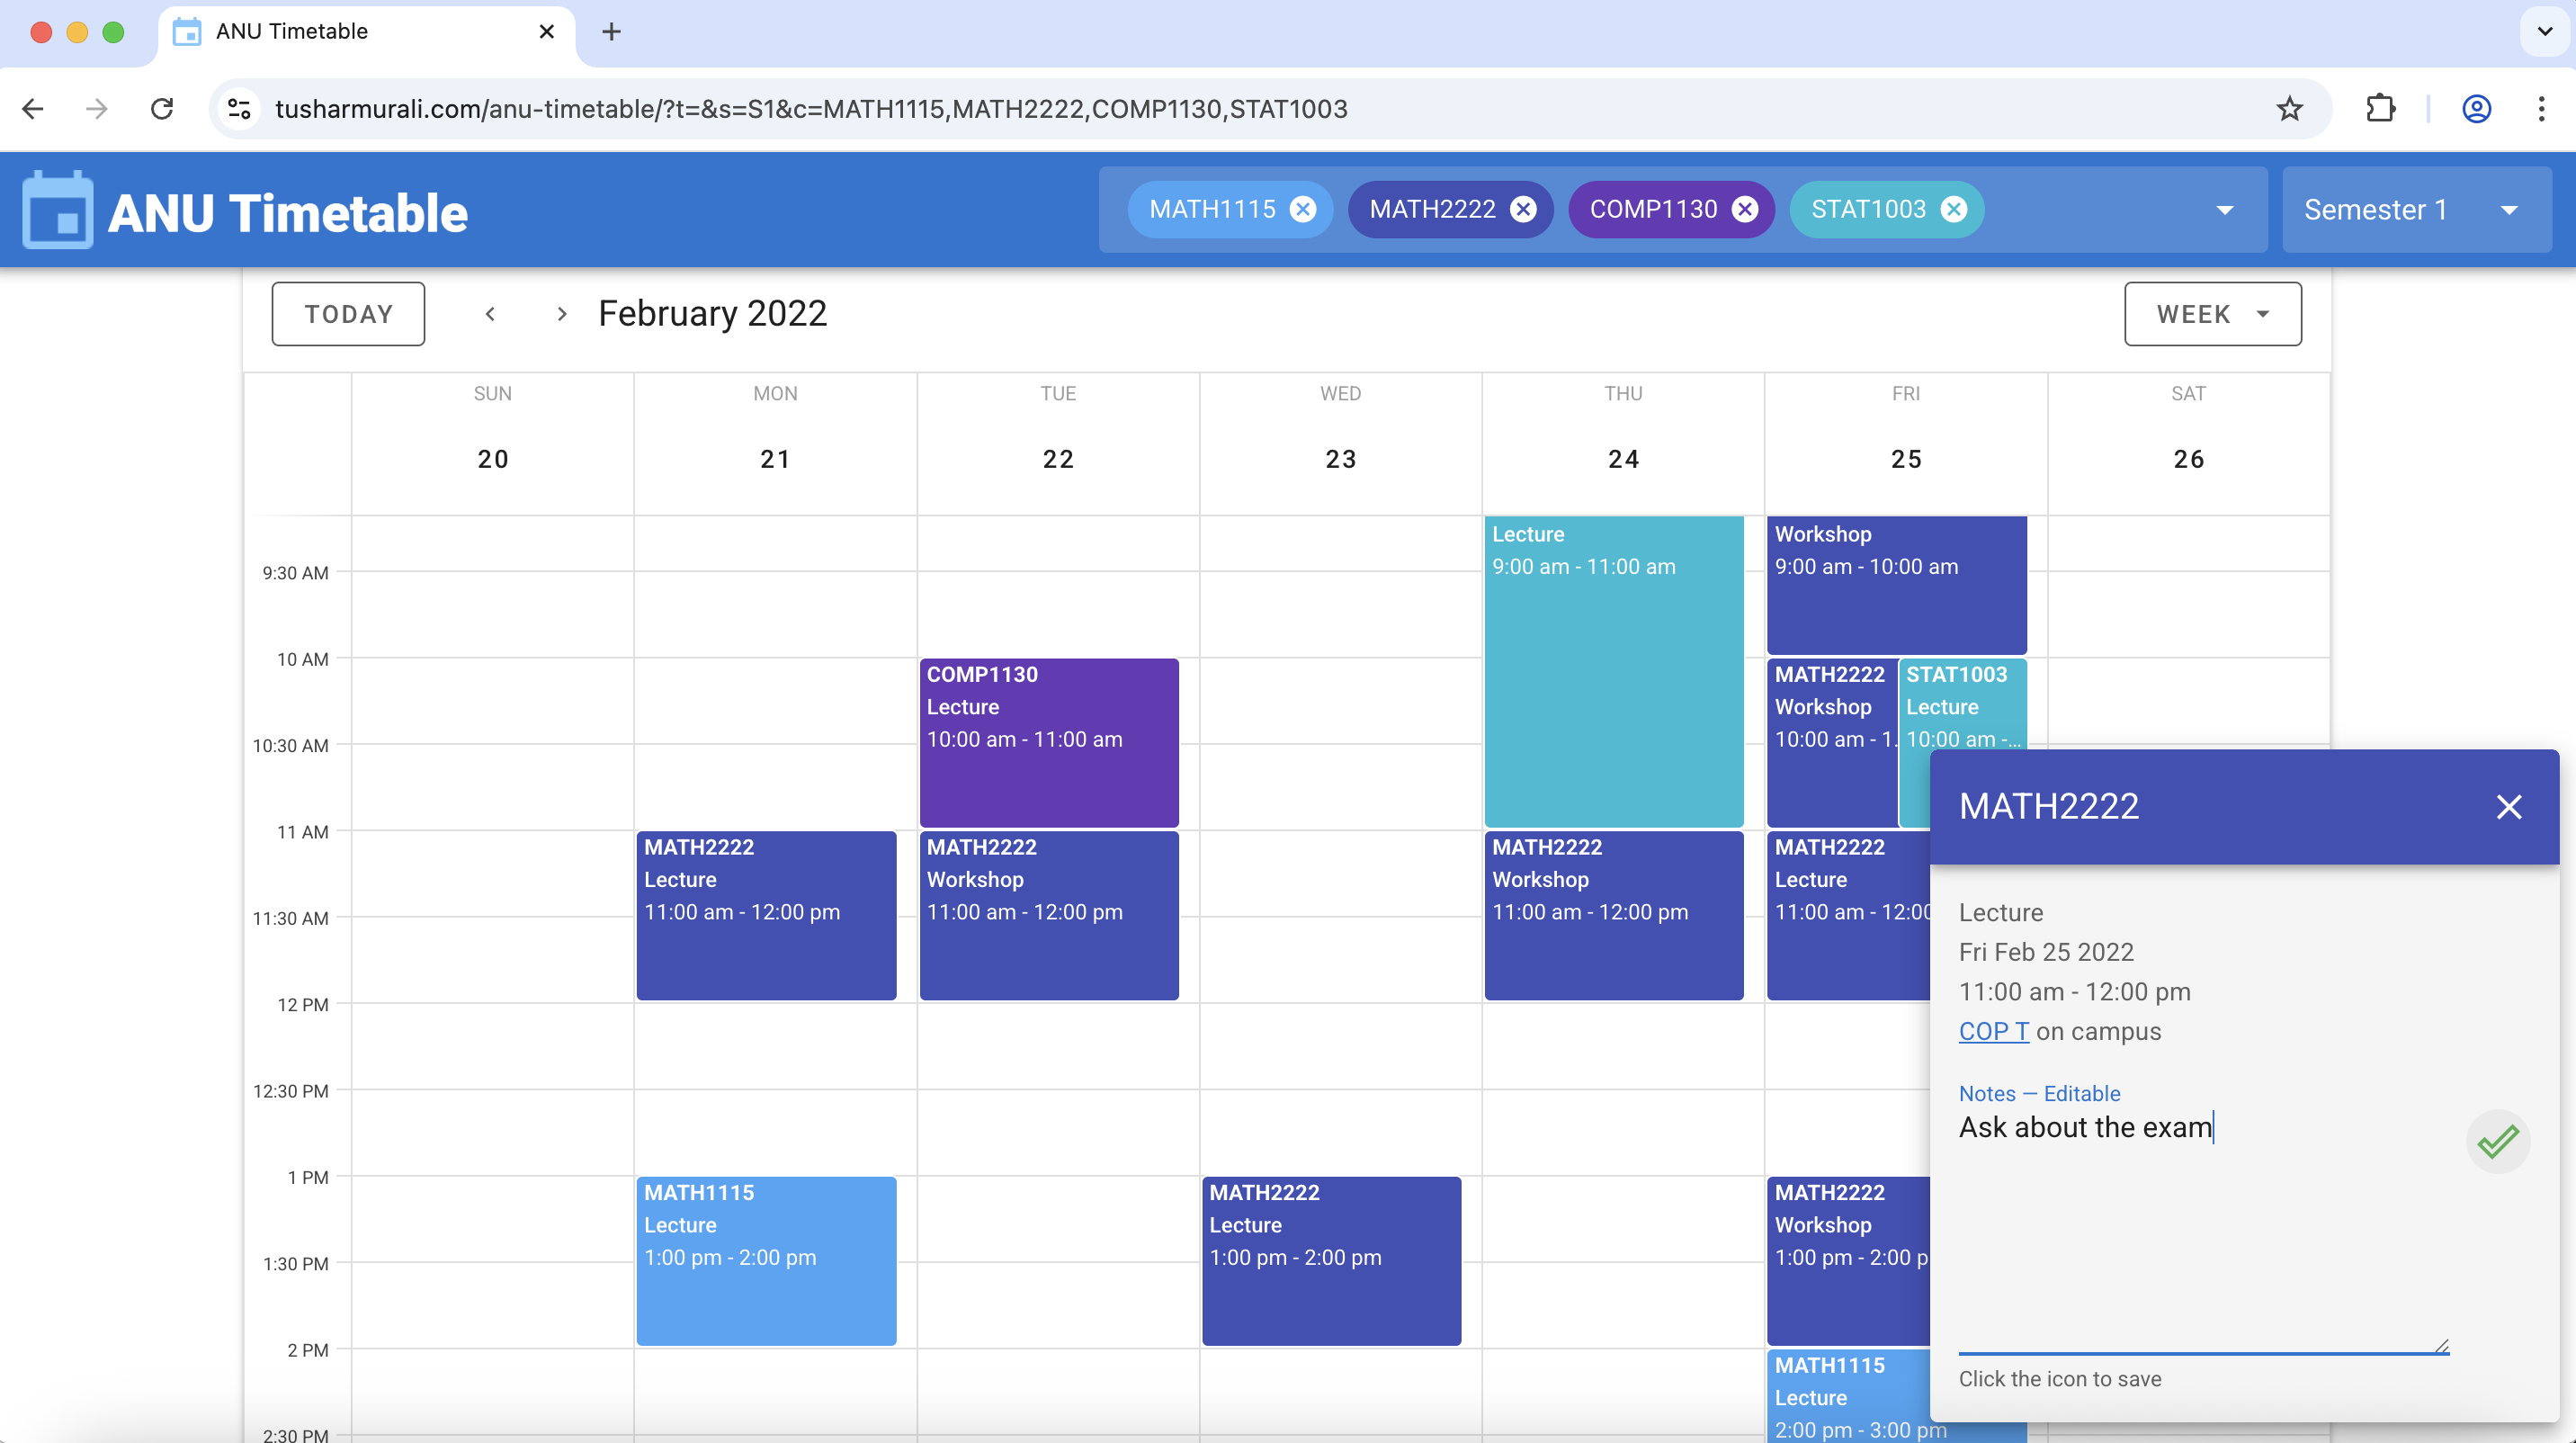 ANU Timetable
tusharmurali.com/anu-timetable/?t=&s=S1&c=MATH1115,MATH2222,COMP1130,STAT1003
ANU Timetable
MATH1115
MATH2222
COMP1130
STAT1003
Semester 1
TODAY
February 2022
WEEK
SUN
MON
TUE
WED
THU
FRI
SAT
20
21
22
23
24
25
26
9:30 AM
10 AM
10:30 AM
11 AM
11:30 AM
12 PM
12:30 PM
1 PM
1:30 PM
2 PM
2:30 PM
MATH2222
Lecture
11:00 am - 12:00 pm
MATH1115
Lecture
1:00 pm - 2:00 pm
COMP1130
Lecture
10:00 am - 11:00 am
MATH2222
Workshop
11:00 am - 12:00 pm
MATH2222
Lecture
1:00 pm - 2:00 pm
Lecture
9:00 am - 11:00 am
MATH2222
Workshop
11:00 am - 12:00 pm
Workshop
9:00 am - 10:00 am
MATH2222
Workshop
10:00 am - 1.
STAT1003
Lecture
10:00 am -...
MATH2222
Lecture
11:00 am - 12:00
MATH2222
Workshop
1:00 pm - 2:00 p
MATH1115
Lecture
2:00 pm - 3:00 pm
MATH2222
Lecture
Fri Feb 25 2022
11:00 am - 12:00 pm
COP T on campus
Notes — Editable
Ask about the exam
Click the icon to save